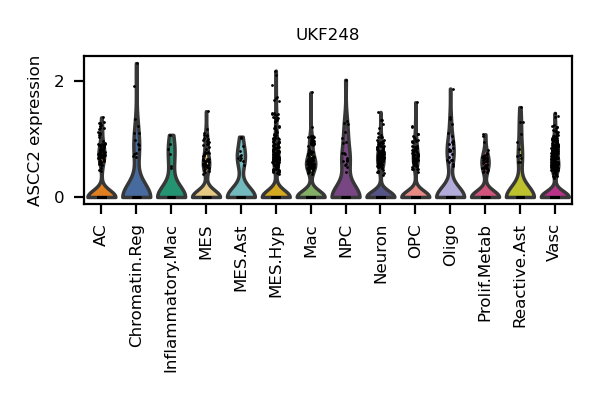 UKF248
ASCC2 expression
2
0
AC
Chromatin.Reg
Inflammatory.Mac
MES
MES.Ast
MES.Hyp
Mac
NPC
Neuron
OPC
Oligo
Prolif.Metab
Reactive.Ast
Vasc